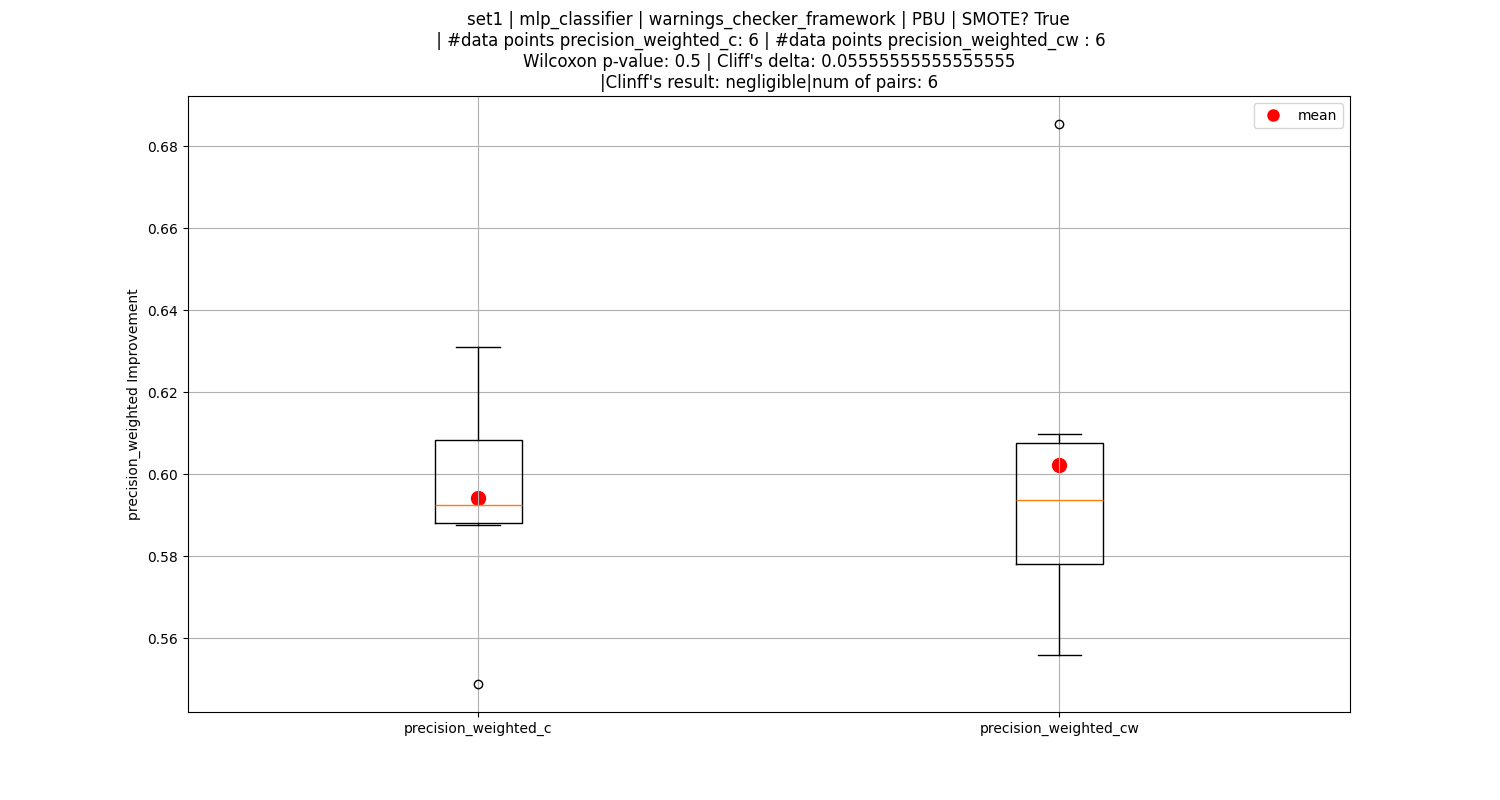 set1 | mlp_classifier | warnings_checker_framework | PBU | SMOTE? True
| #data points precision_weighted_c: 6 | #data points precision_weighted_cw : 6
Wilcoxon p-value: 0.5 | Cliff's delta: 0.05555555555555555
|Clinff's result: negligible|num of pairs: 6
mean
precision_weighted Improvement
0.68
0.66
0.64
0.62
0.60
0.58
0.56
precision_weighted_c
precision_weighted_cw